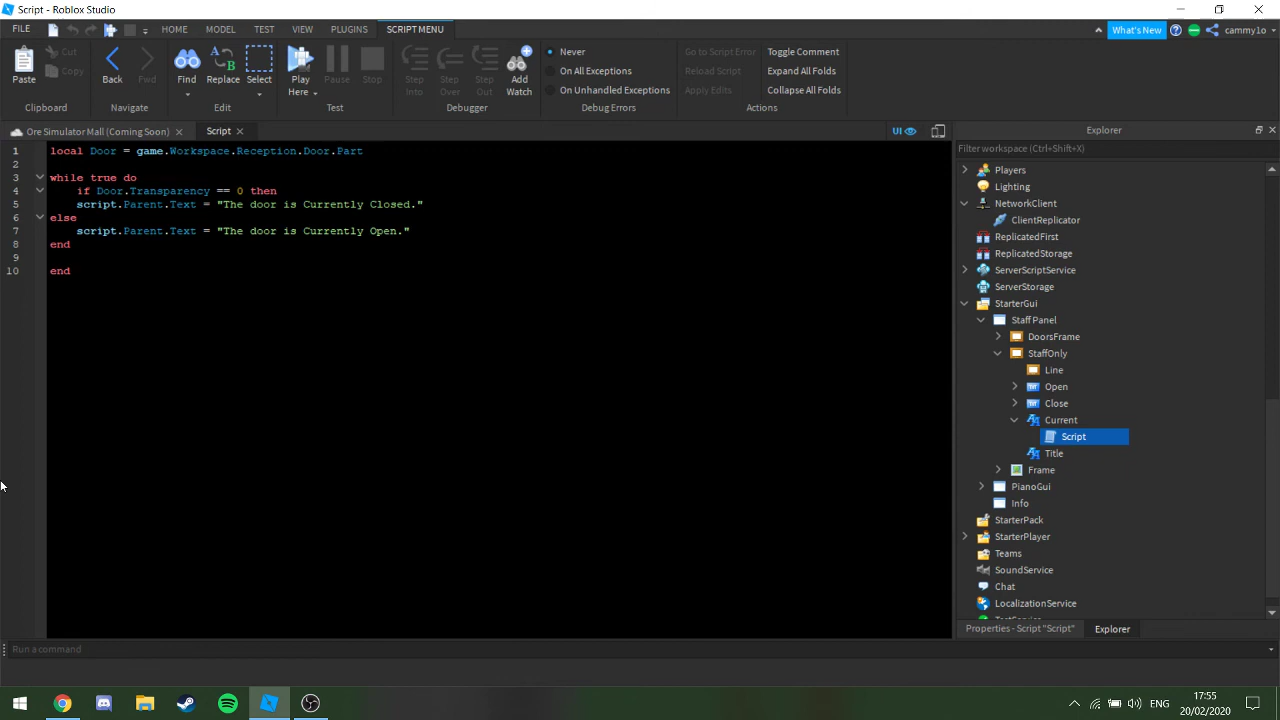 Script - Roblox Studio
FILE HOME MODEL TEST VIEW PLUGINS SCRIPT MENU What's New cammy1o
Paste Cut Copy Clipboard
Back Fwd Navigate
Find Replace Select Edit
Play Here Pause Stop Test
Step Into Step Over Step Out Add Watch Debugger
Never
On All Exceptions
On Unhandled Exceptions
Debug Errors
Go to Script Error Toggle Comment
Reload Script Expand All Folds
Apply Edits Collapse All Folds
Actions
Ore Simulator Mall (Coming Soon) Script UI
1 local Door = game.Workspace.Reception.Door.Part
2
3 while true do
4 if Door.Transparency == 0 then
5 script.Parent.Text = "The door is Currently Closed."
6 else
7 script.Parent.Text = "The door is Currently Open."
8 end
9
10 end
Explorer
Filter workspace (Ctrl+Shift+X)
Players
Lighting
NetworkClient
ClientReplicator
ReplicatedFirst
ReplicatedStorage
ServerScriptService
ServerStorage
StarterGui
Staff Panel
DoorsFrame
StaffOnly
Line
Open
Close
Current
Script
Title
Frame
PianoGui
Info
StarterPack
StarterPlayer
Teams
SoundService
Chat
LocalizationService
Properties - Script "Script" Explorer
Run a command
ENG
17:55
20/02/2020